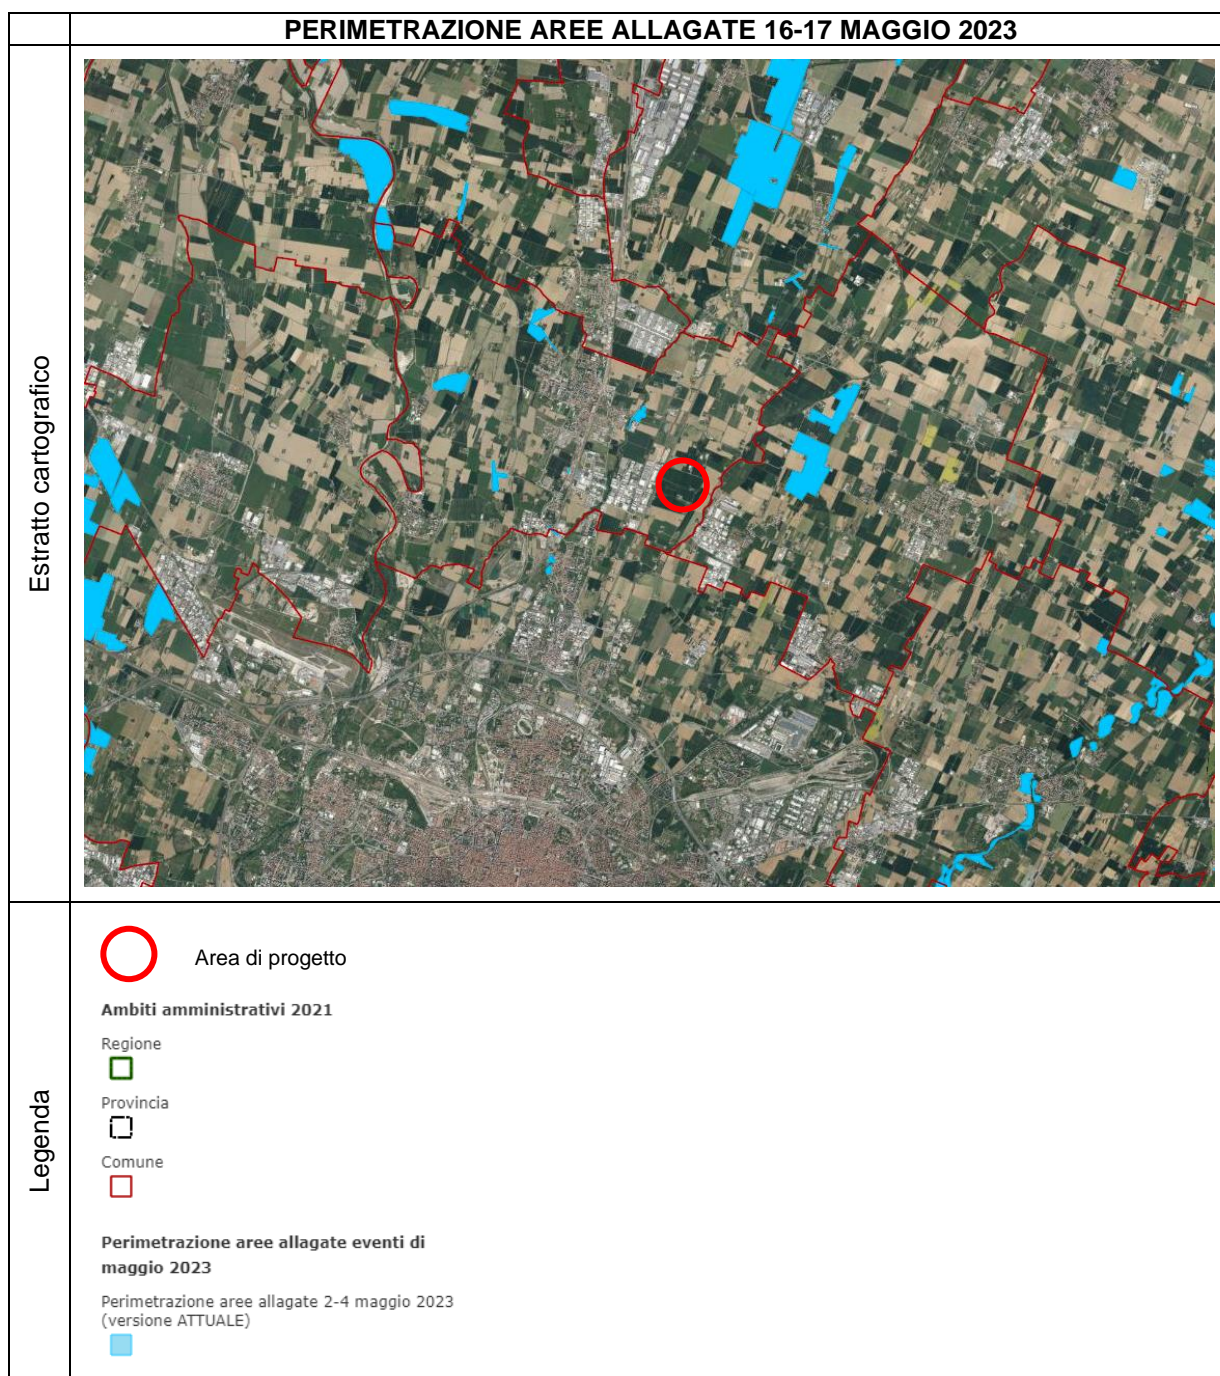 PERIMETRAZIONE AREE ALLAGATE 16-17 MAGGIO 2023
Estratto cartografico
Legenda
Area di progetto
Ambiti amministrativi 2021
Regione
Provincia
Comune
Perimetrazione aree allagate eventi di
maggio 2023
Perimetrazione aree allagate 2-4 maggio 2023
(versione ATTUALE)